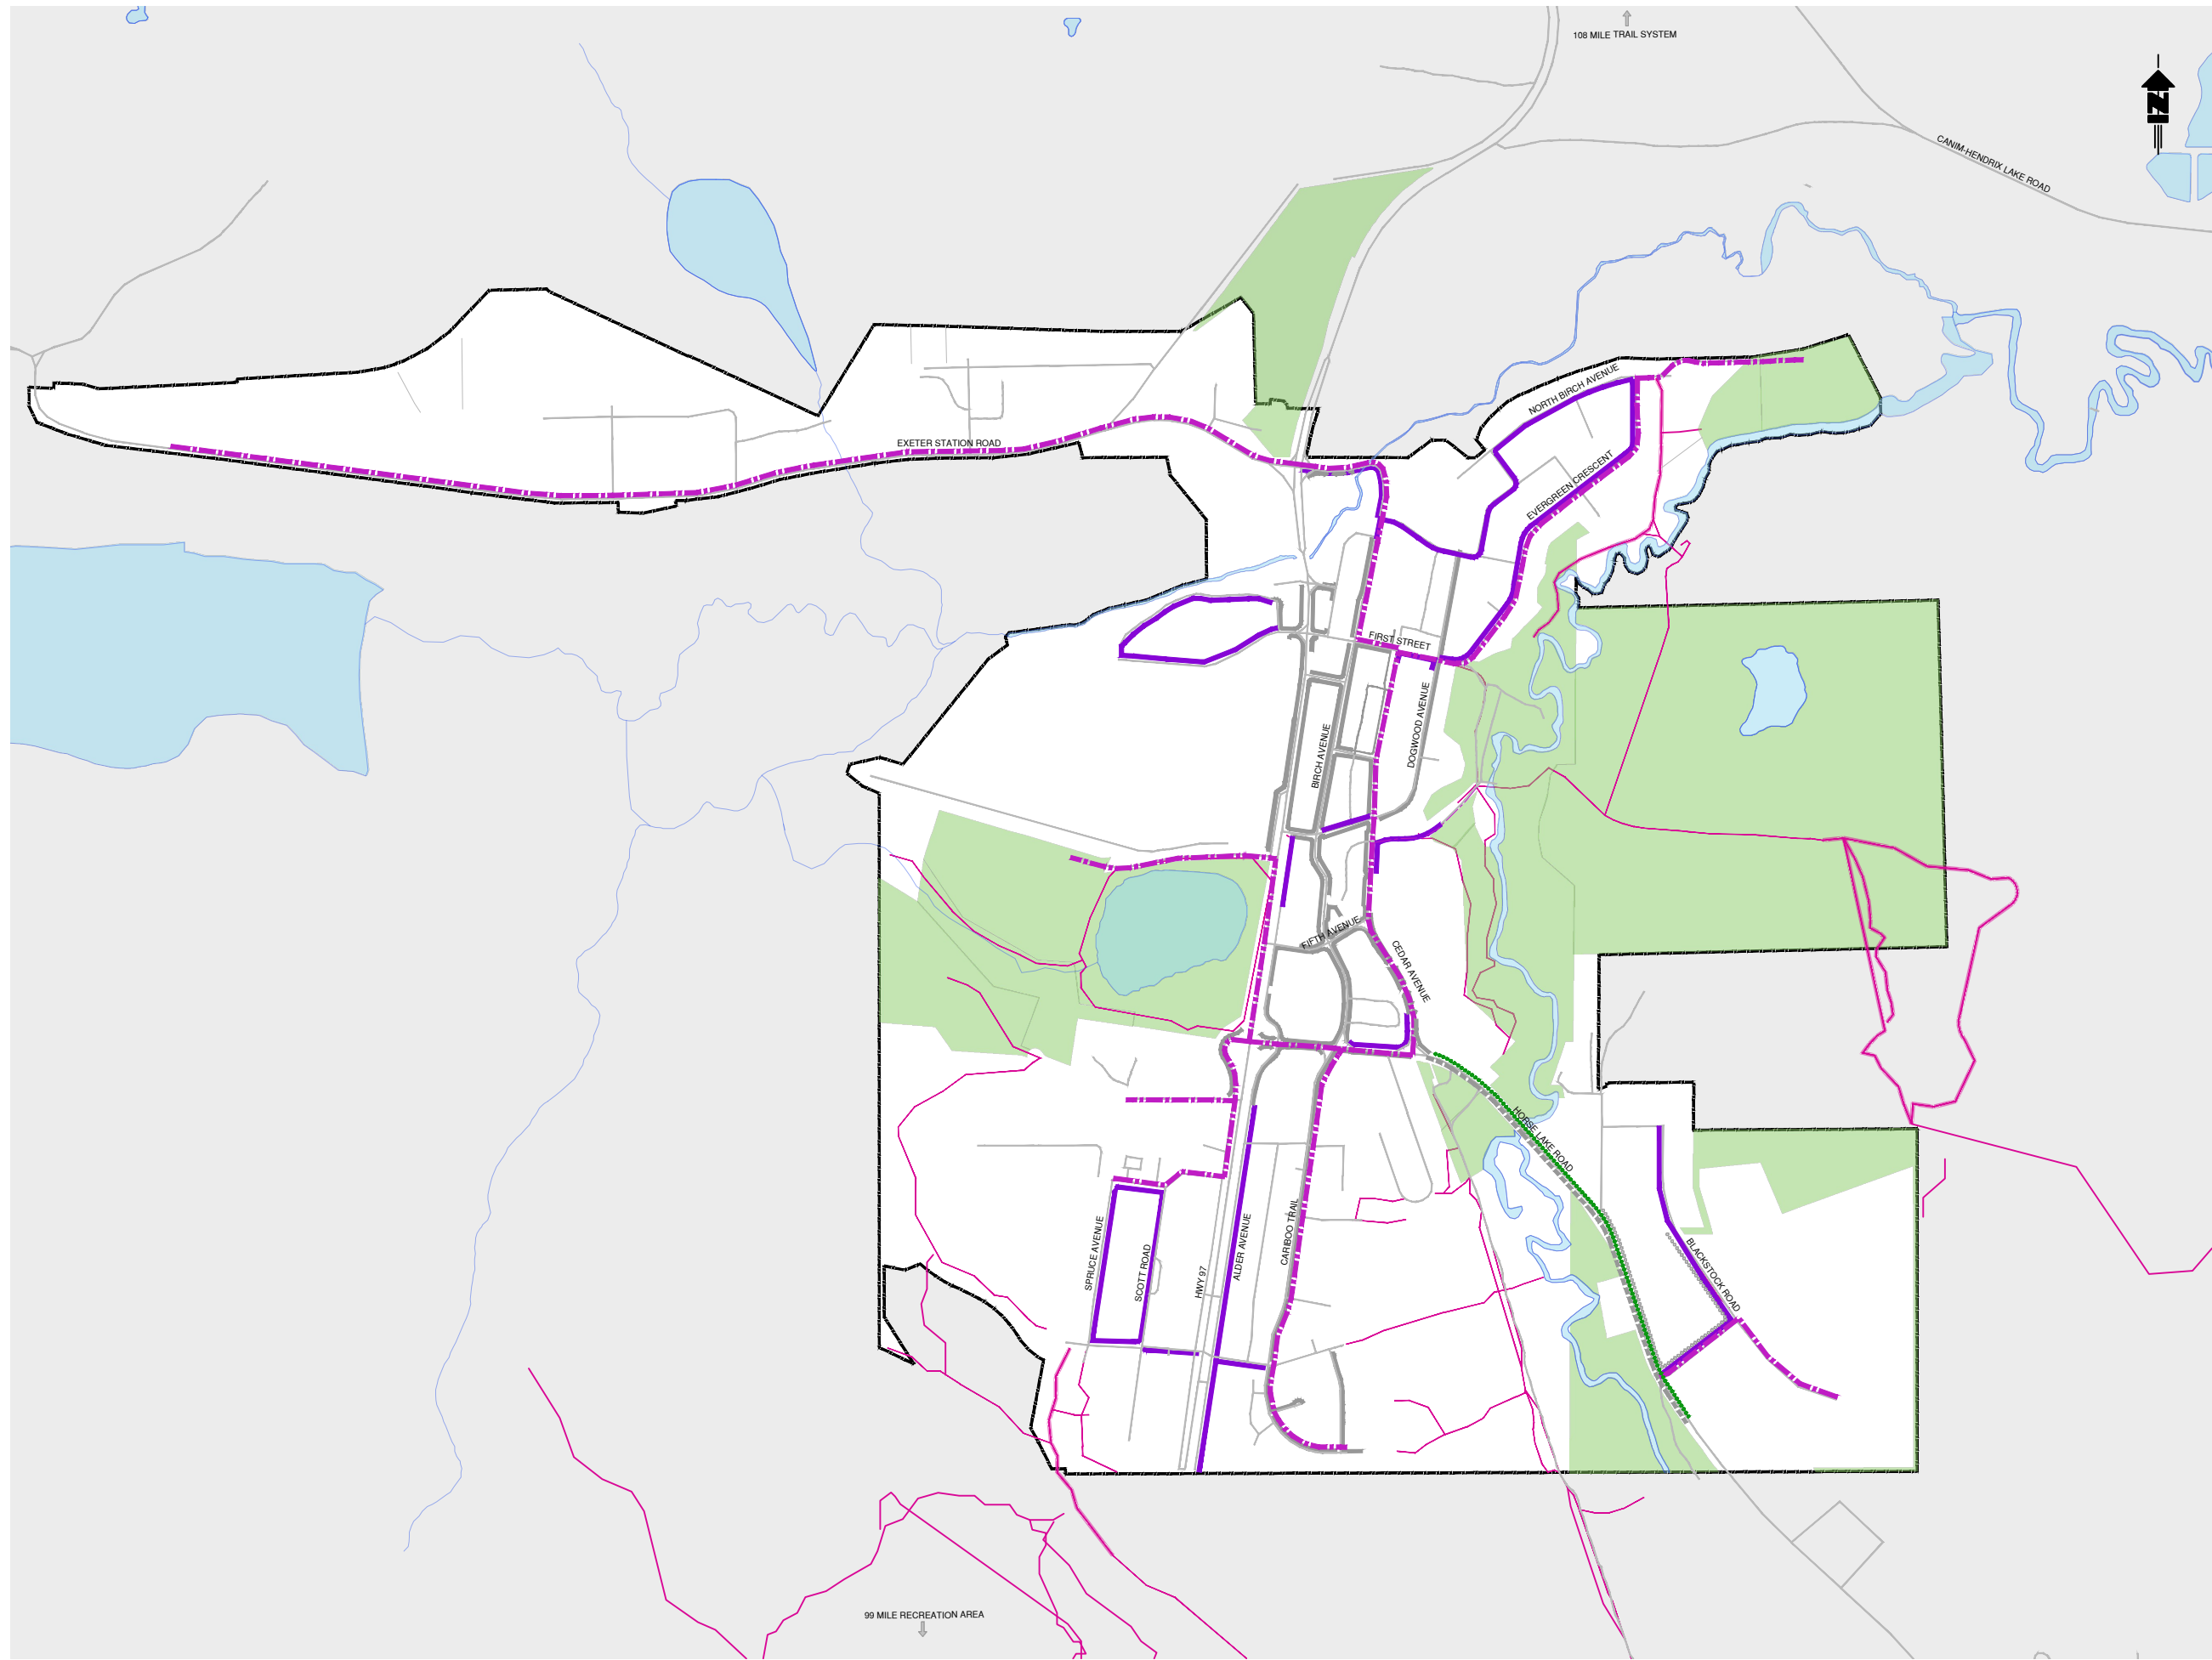 108 MILE TRAIL SYSTEM
N
CANIM-HENDRIX LAKE ROAD
NORTH BIRCH AVENUE
EXETER STATION ROAD
EVERGREEN CRESCENT
FIRST STREET
DOGWOOD AVENUE
BIRCH AVENUE
FIFTH AVENUE
CEDAR AVENUE
HORSE LAKE ROAD
SPRUCE AVENUE
SCOTT ROAD
HWY 97
ALDER AVENUE
CARIBOO TRAIL
BLACKSTOCK ROAD
99 MILE RECREATION AREA